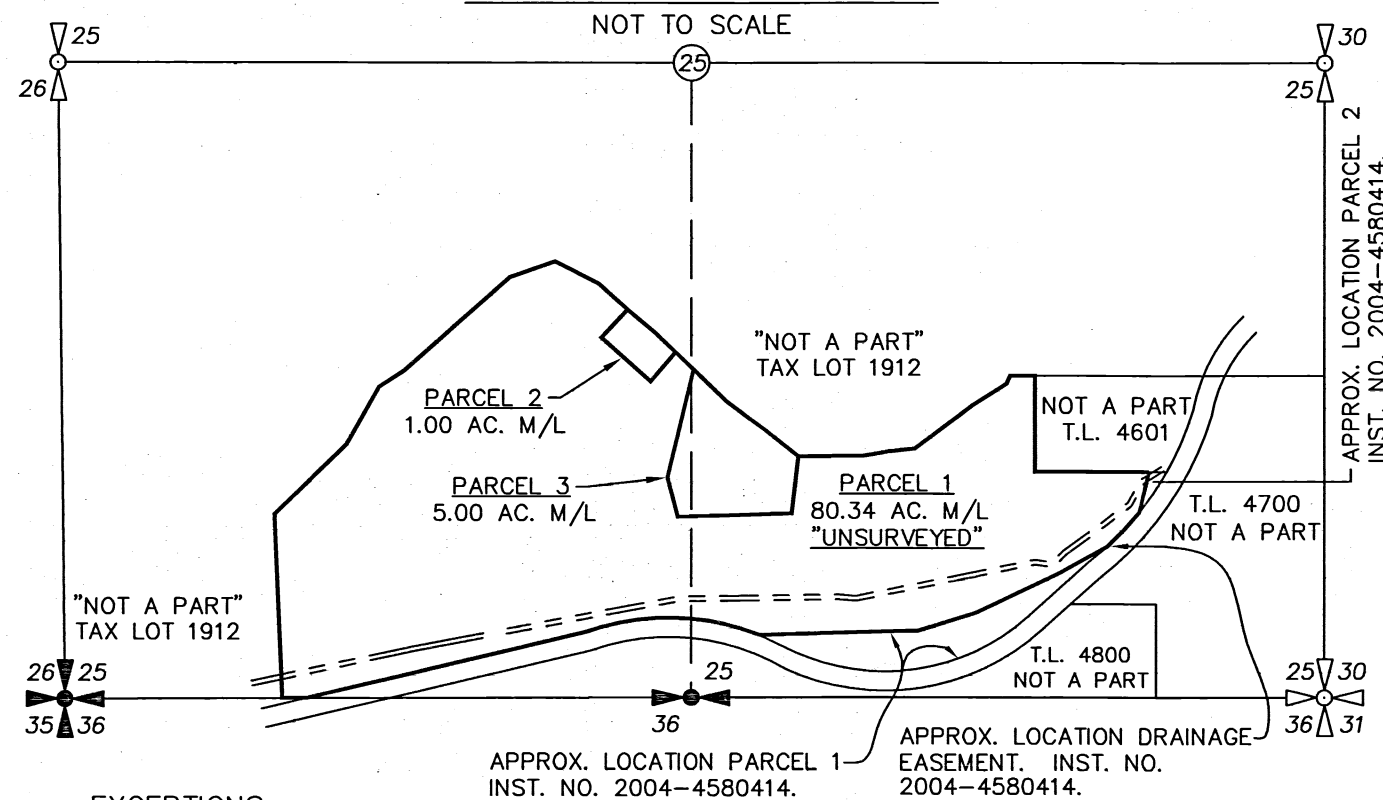 NOT TO SCALE
25
30
25
26
25
APPROX. LOCATION PARCEL 2
INST. NO. 2004-4580414.
"NOT A PART"
TAX LOT 1912
PARCEL 2
1.00 AC. M/L
NOT A PART
T.L. 4601
PARCEL 3
5.00 AC. M/L
PARCEL 1
80.34 AC. M/L
"UNSURVEYED"
T.L. 4700
NOT A PART
"NOT A PART"
TAX LOT 1912
T.L. 4800
NOT A PART
26 25
35 36
25
36
25 30
36 31
APPROX. LOCATION PARCEL 1
INST. NO. 2004-4580414.
APPROX. LOCATION DRAINAGE
EASEMENT. INST. NO.
2004-4580414.
EXCEPTIONS